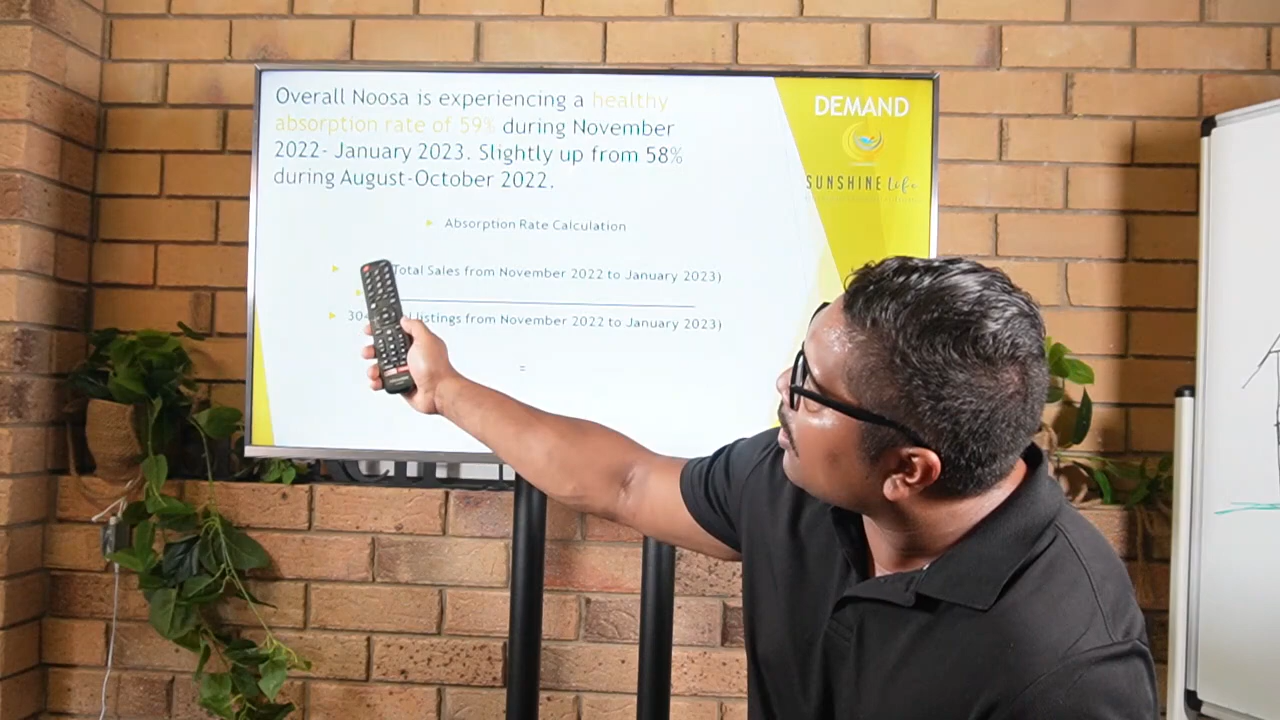 Overall Noosa is experiencing a healthy
absorption rate of 59% during November
2022- January 2023. Slightly up from 58%
during August-October 2022.
DEMAND
SUNSHINE Life
Absorption Rate Calculation
Total Sales from November 2022 to January 2023)
listings from November 2022 to January 2023)
=